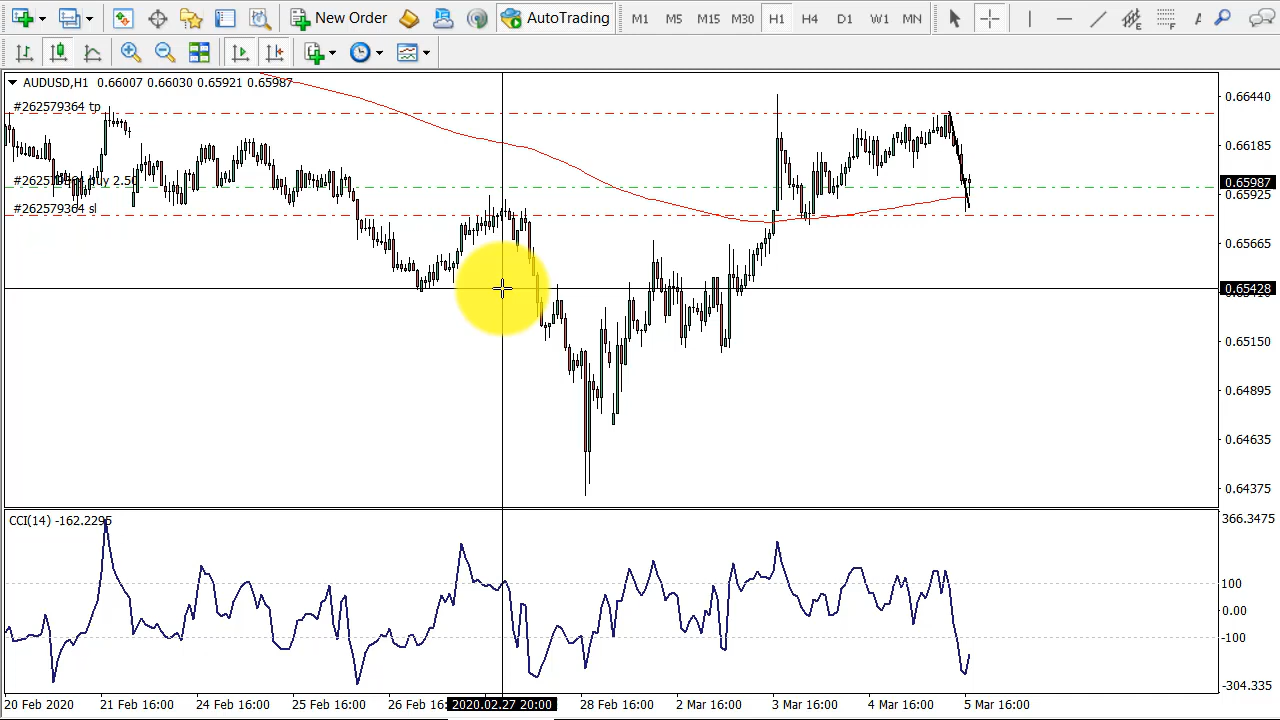 New Order AutoTrading M1 M5 M15 M30 H1 D1 MN
AUDUSD,H1 0.66007 0.66030 0.65921 0.65987
#262579364 tp
#262579364 sl
0.66440
0.66185
0.65987
0.65925
0.65665
0.65428
0.65150
0.64895
0.64635
0.64375
CCI(14) -162.2295
366.3475
100
0.00
-100
-304.335
20 Feb 2020 21 Feb 16:00 24 Feb 16:00 25 Feb 16:00 26 Feb 2020.02.27 20:00 28 Feb 16:00 2 Mar 16:00 3 Mar 16:00 4 Mar 16:00 5 Mar 16:00